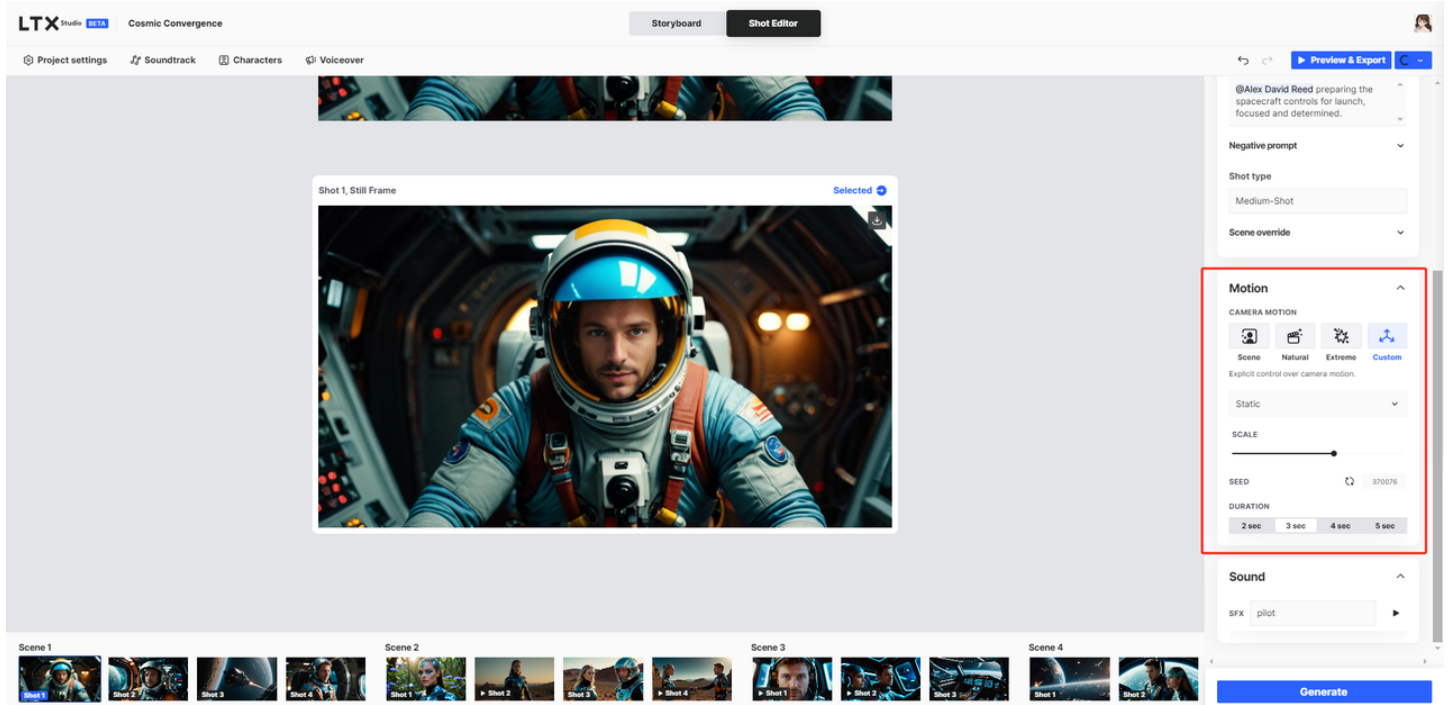 LTX Studio BETA Cosmic Convergence
Storyboard Shot Editor
Project settings Soundtrack Characters Voiceover
Preview & Export
@Alex David Reed preparing the
spacecraft controls for launch,
focused and determined.
Negative prompt
Shot type
Medium-Shot
Scene override
Shot 1, Still Frame Selected
Motion
CAMERA MOTION
Scene Natural Extreme Custom
Explicit control over camera motion.
Static
SCALE
SEED 370076
DURATION
2 sec 3 sec 4 sec 5 sec
Sound
SFX pilot
Scene 1 Scene 2 Scene 3 Scene 4
Shot 1 Shot 2 Shot 3 Shot 4 Shot 1 Shot 2 Shot 3 Shot 4 Shot 1 Shot 2 Shot 3 Shot 1 Shot 2
Generate